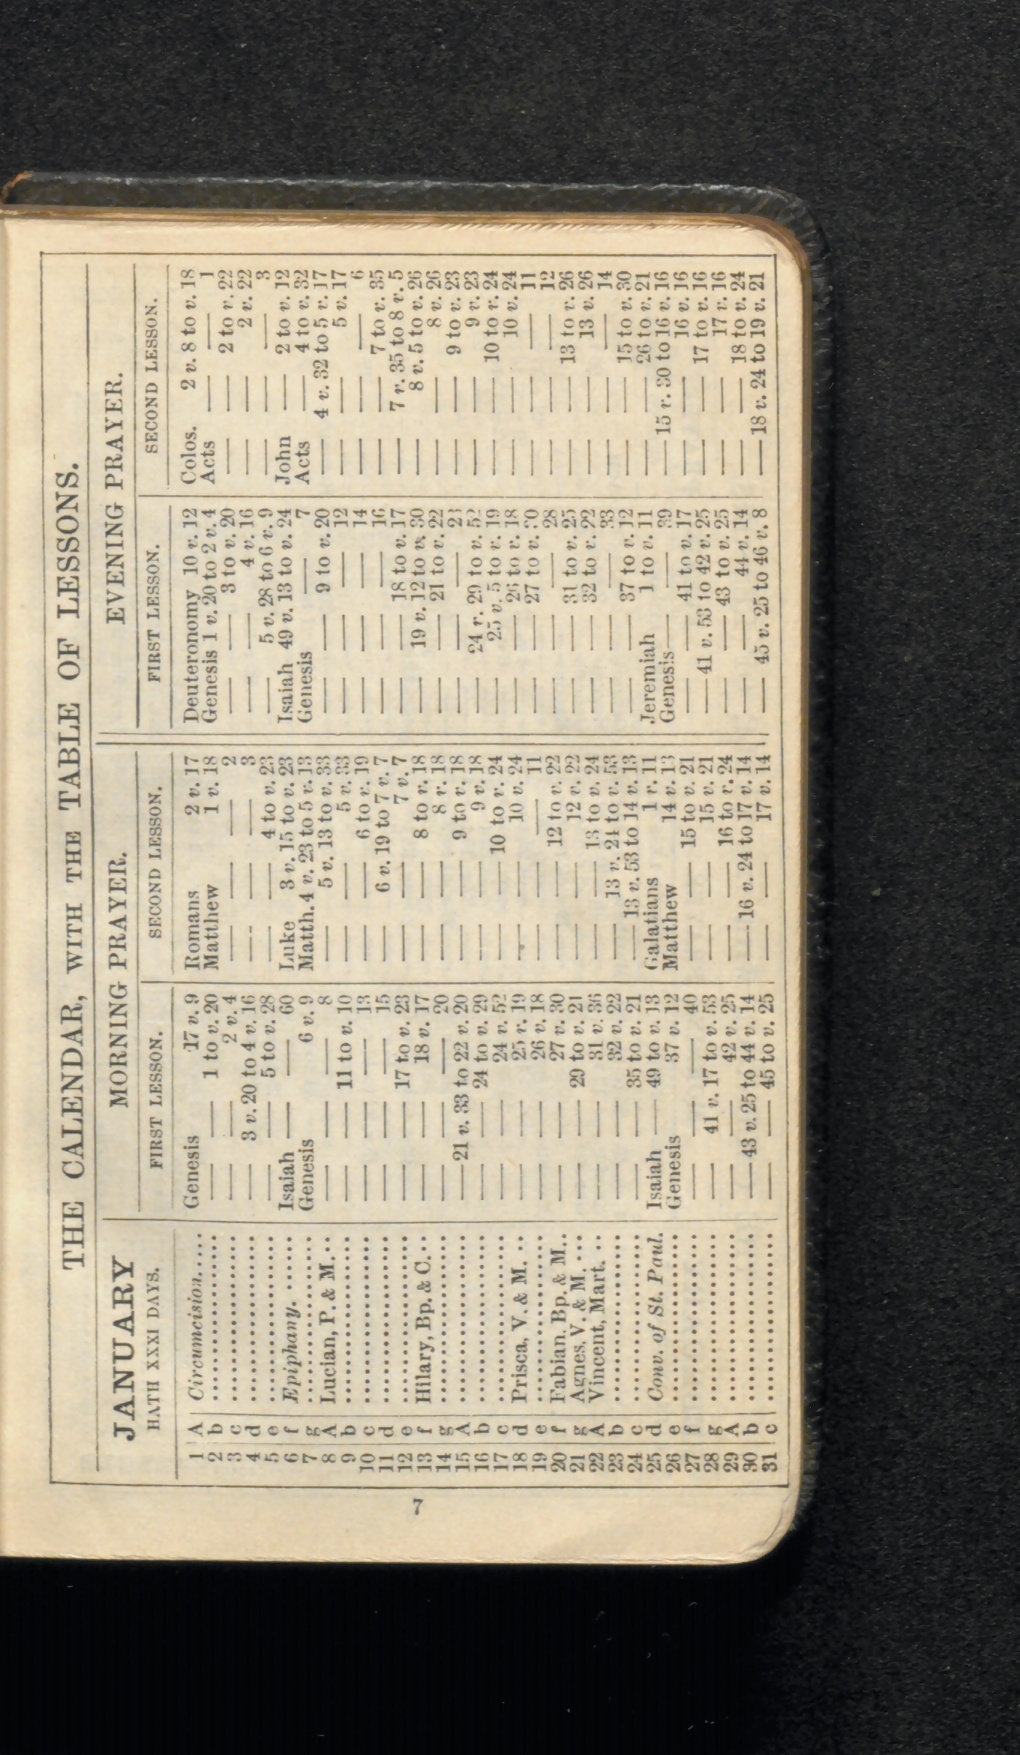 THE CALENDAR, WITH THE TABLE OF LESSONS.
JANUARY MORNING PRAYER. EVENING PRAYER.
HATH XXXI DAYS. FIRST LESSON. SECOND LESSON. FIRST LESSON. SECOND LESSON.
1 A Circumcision..... Genesis 17 v. 9 Romans 2 v. 17 Deuteronomy 10 v. 12 Colos. 2 v. 8 to v. 18
2 b .................. —— —— 1 to v. 20 Matthew 1 v. 18 Genesis 1 v. 20 to 2 v. 4 Acts —— —— 1
3 c .................. —— —— 2 v. 4 —— —— —— 2 —— —— 3 to v. 20 —— —— 2 to v. 22
4 d .................. —— 3 v. 20 to 4 v. 16 —— —— —— 3 —— —— 4 v. 16 —— —— 2 v. 22
5 e .................. —— —— 5 to v. 28 —— —— 4 to v. 23 —— 5 v. 28 to 6 v. 9 —— —— —— 3
6 f Epiphany. ...... Isaiah —— —— 60 Luke 3 v. 15 to v. 23 Isaiah 49 v. 13 to v. 24 John —— 2 to v. 12
7 g .................. Genesis 6 v. 9 Matth. 4 v. 23 to 5 v. 13 Genesis —— 7 Acts —— 4 to v. 32
8 A Lucian, P. & M. .. —— —— —— 8 —— 5 v. 13 to v. 33 —— —— 9 to v. 20 —— 4 v. 32 to 5 v. 17
9 b .................. —— —— 11 to v. 10 —— —— 5 v. 33 —— —— —— 12 —— —— 5 v. 17
10 c .................. —— —— —— 13 —— —— 6 to v. 19 —— —— —— 14 —— —— —— 6
11 d .................. —— —— —— 15 —— 6 v. 19 to 7 v. 7 —— —— —— 16 —— —— 7 to v. 35
12 e .................. —— —— 17 to v. 23 —— —— 7 v. 7 —— —— 18 to v. 17 —— 7 v. 35 to 8 v. 5
13 f Hilary, Bp. & C. .. —— —— 18 v. 17 —— —— 8 to v. 18 —— 19 v. 12 to v. 30 —— 8 v. 5 to v. 26
14 g .................. —— —— —— 20 —— —— 8 v. 18 —— —— 21 to v. 22 —— —— 8 v. 26
15 A .................. —— 21 v. 33 to 22 v. 20 —— —— 9 to v. 18 —— —— —— 23 —— —— 9 to v. 23
16 b .................. —— —— 24 to v. 29 —— —— 9 v. 18 —— 24 v. 29 to v. 52 —— —— 9 v. 23
17 c .................. —— —— 24 v. 52 —— —— 10 to v. 24 —— 25 v. 5 to v. 19 —— —— 10 to v. 24
18 d Prisca, V. & M. .. —— —— 25 v. 19 —— —— 10 v. 24 —— —— 26 to v. 18 —— —— 10 v. 24
19 e .................. —— —— 26 v. 18 —— —— —— 11 —— —— 27 to v. 30 —— —— —— 11
20 f Fabian, Bp. & M.. —— —— 27 v. 30 —— —— 12 to v. 22 —— —— —— 28 —— —— —— 12
21 g Agnes, V. & M. ... —— —— 29 to v. 21 —— —— 12 v. 22 —— —— 31 to v. 25 —— —— 13 to v. 26
22 A Vincent, Mart. .. —— —— 31 v. 36 —— —— 13 to v. 24 —— —— 32 to v. 22 —— —— 13 v. 26
23 b .................. —— —— 32 v. 22 —— 13 v. 24 to v. 53 —— —— —— 33 —— —— —— 14
24 c .................. —— —— 35 to v. 21 —— 13 v. 53 to 14 v. 13 —— —— 37 to v. 12 —— —— 15 to v. 30
25 d Conv. of St. Paul. Isaiah —— 49 to v. 13 Galatians 1 v. 11 Jeremiah 1 to v. 11 —— —— 26 to v. 21
26 e .................. Genesis 37 v. 12 Matthew 14 v. 13 Genesis —— —— 39 —— 15 v. 30 to 16 v. 16
27 f .................. —— —— —— 40 —— —— 15 to v. 21 —— —— 41 to v. 17 —— —— 16 v. 16
28 g .................. —— 41 v. 17 to v. 53 —— —— 15 v. 21 —— 41 v. 53 to 42 v. 25 —— —— 17 to v. 16
29 A .................. —— —— 42 v. 25 —— —— 16 to v. 24 —— —— 43 to v. 25 —— —— 17 v. 16
30 b .................. —— 43 v. 25 to 44 v. 14 —— 16 v. 24 to 17 v. 14 —— —— 44 v. 14 —— —— 18 to v. 24
31 c .................. —— —— 45 to v. 25 —— —— 17 v. 14 —— 45 v. 25 to 46 v. 8 —— 18 v. 24 to 19 v. 21
7